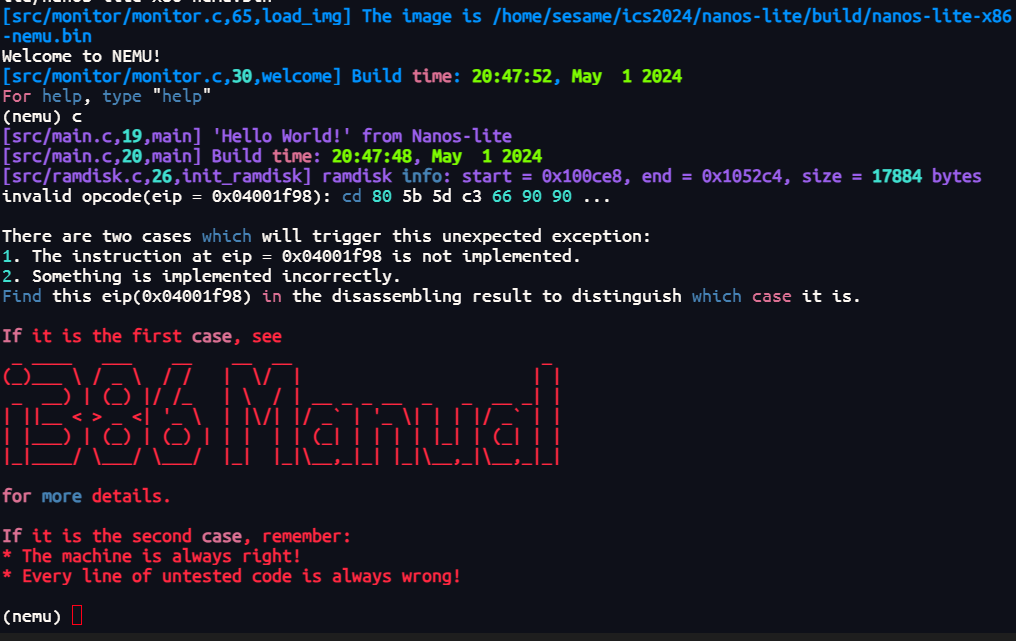 [src/monitor/monitor.c,65,load_img] The image is /home/sesame/ics2024/nanos-lite/build/nanos-lite-x86
-nemu.bin
Welcome to NEMU!
[src/monitor/monitor.c,30,welcome] Build time: 20:47:52, May  1 2024
For help, type "help"
(nemu) c
[src/main.c,19,main] 'Hello World!' from Nanos-lite
[src/main.c,20,main] Build time: 20:47:48, May  1 2024
[src/ramdisk.c,26,init_ramdisk] ramdisk info: start = 0x100ce8, end = 0x1052c4, size = 17884 bytes
invalid opcode(eip = 0x04001f98): cd 80 5b 5d c3 66 90 90 ...
There are two cases which will trigger this unexpected exception:
1. The instruction at eip = 0x04001f98 is not implemented.
2. Something is implemented incorrectly.
Find this eip(0x04001f98) in the disassembling result to distinguish which case it is.
If it is the first case, see
i386 Manual
for more details.
If it is the second case, remember:
* The machine is always right!
* Every line of untested code is always wrong!
(nemu)